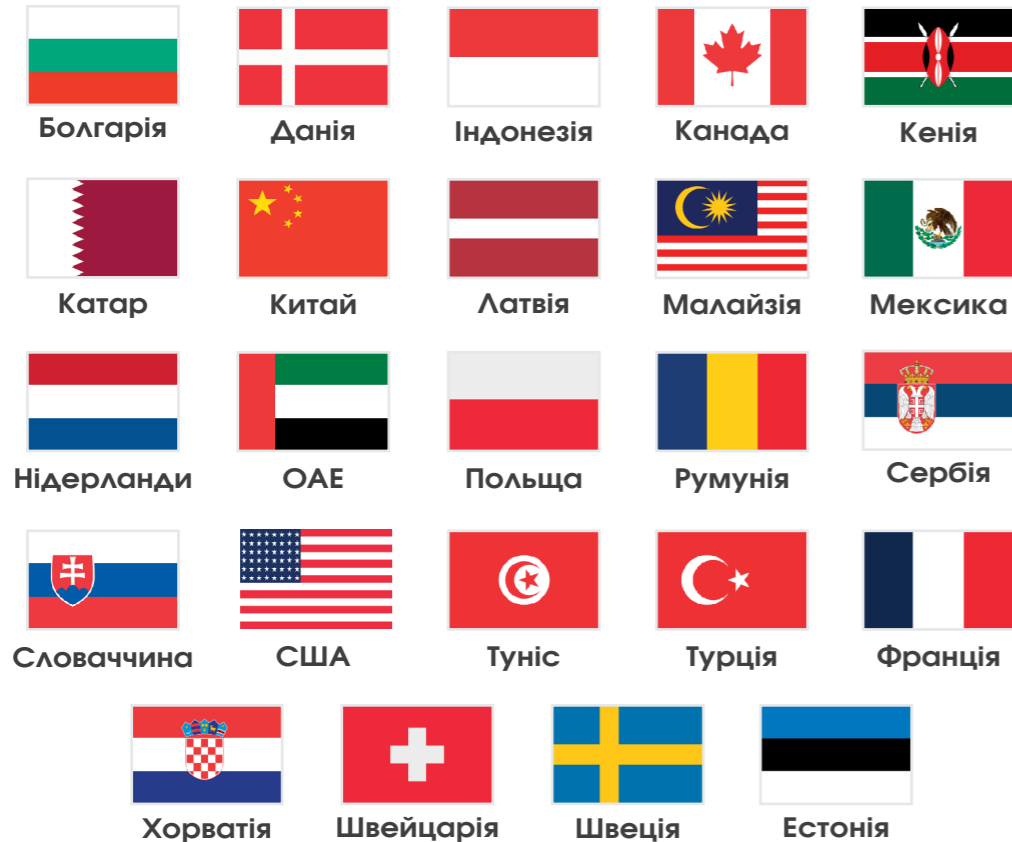 Болгарія Данія Індонезія Канада Кенія
Катар Китай Латвія Малайзія Мексика
Нідерланди ОАЕ Польща Румунія Сербія
Словаччина США Туніс Турція Франція
Хорватія Швейцарія Швеція Естонія